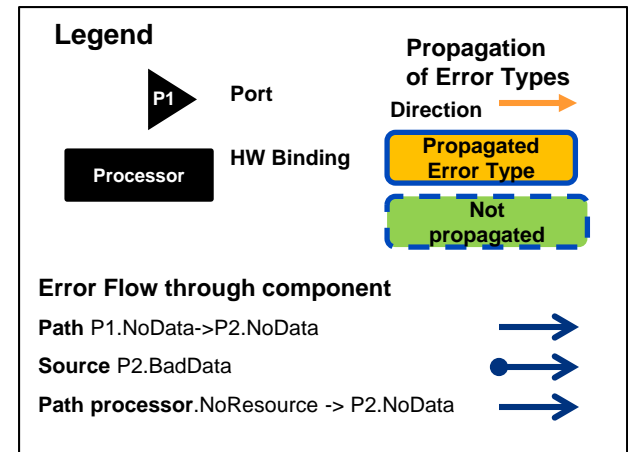 Legend
P1
Port
Processor
HW Binding
Propagation
of Error Types
Direction
Propagated
Error Type
Not
propagated
Error Flow through component
Path P1.NoData->P2.NoData
Source P2.BadData
Path processor.NoResource -> P2.NoData